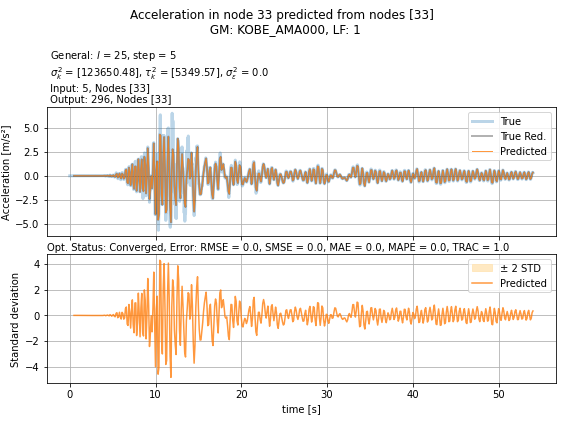 Acceleration in node 33 predicted from nodes [33]
GM: KOBE_AMA000, LF: 1
General: l = 25, step = 5
σ²ₖ = [123650.48], τ²ₖ = [5349.57], σ²ε = 0.0
Input: 5, Nodes [33]
Output: 296, Nodes [33]
Acceleration [m/s²]
5.0
2.5
0.0
−2.5
−5.0
True
True Red.
Predicted
Opt. Status: Converged, Error: RMSE = 0.0, SMSE = 0.0, MAE = 0.0, MAPE = 0.0, TRAC = 1.0
Standard deviation
4
2
0
−2
−4
± 2 STD
Predicted
0 10 20 30 40 50
time [s]